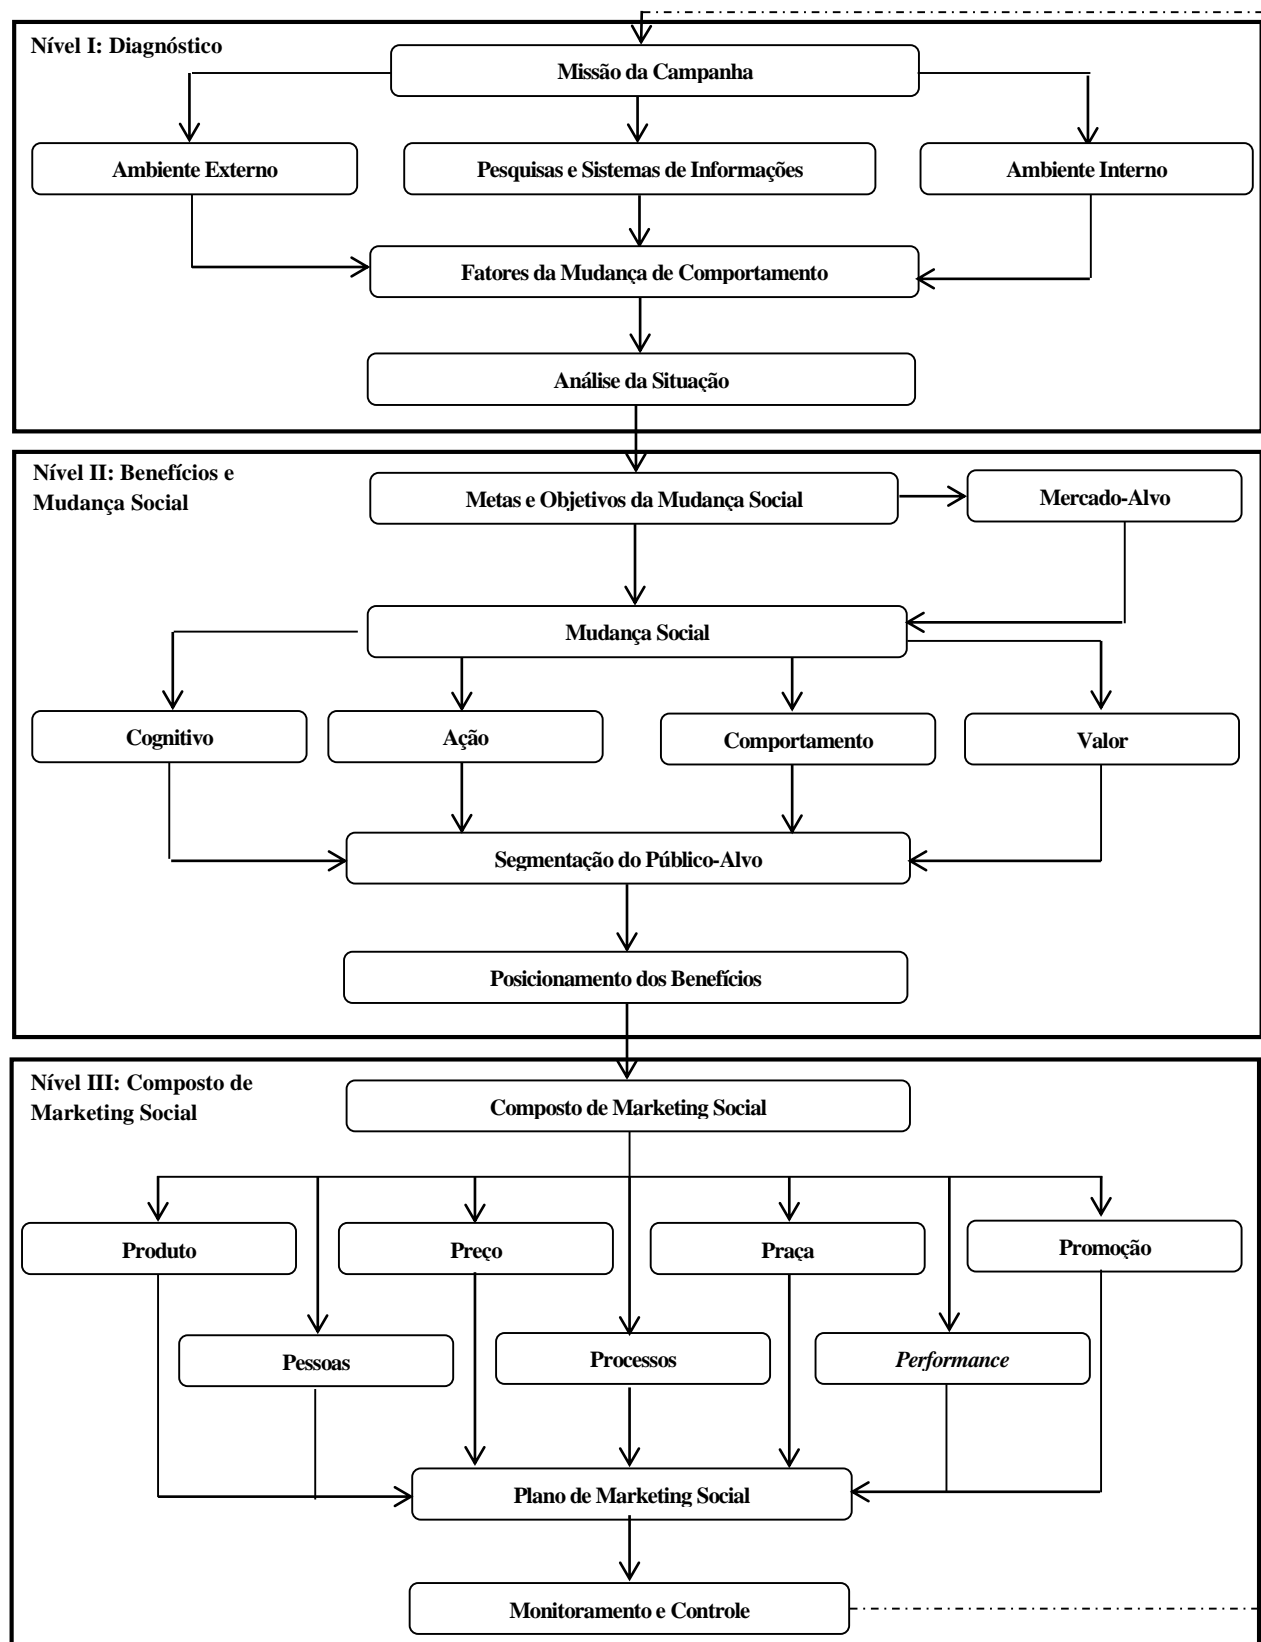 Nível I: Diagnóstico
Missão da Campanha
Ambiente Externo
Pesquisas e Sistemas de Informações
Ambiente Interno
Fatores da Mudança de Comportamento
Análise da Situação
Nível II: Benefícios e
Mudança Social
Metas e Objetivos da Mudança Social
Mercado-Alvo
Mudança Social
Cognitivo
Ação
Comportamento
Valor
Segmentação do Público-Alvo
Posicionamento dos Benefícios
Nível III: Composto de
Marketing Social
Composto de Marketing Social
Produto
Preço
Praça
Promoção
Pessoas
Processos
Performance
Plano de Marketing Social
Monitoramento e Controle